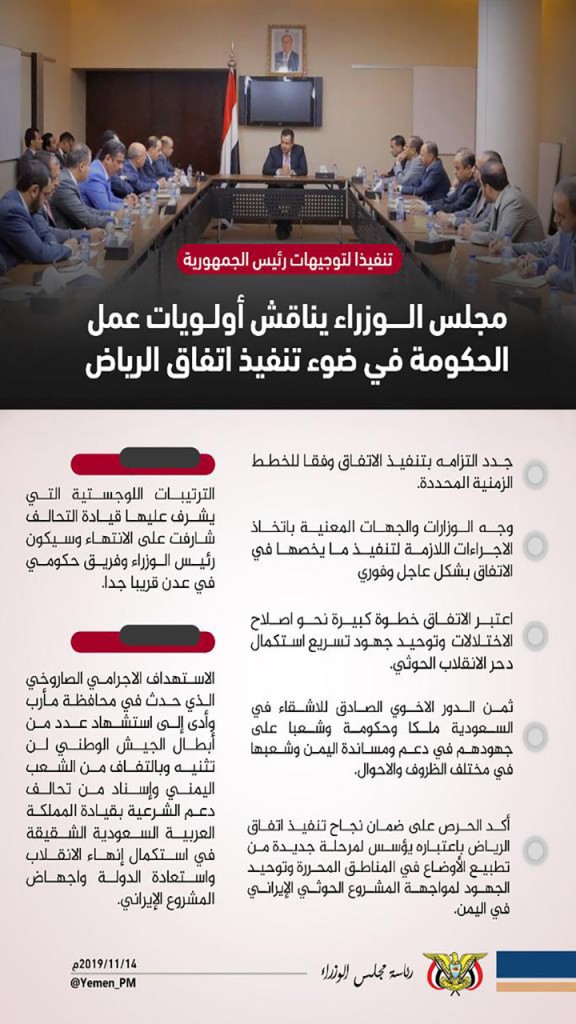 تنفيذا لتوجيهات رئيس الجمهورية
مجلس الـوزراء يناقش أولويات عمل
الحكومة في ضوء تنفيذ اتفاق الرياض
جدد التزامه بتنفيذ الاتفاق وفقا للخطط
الزمنية المحددة.
وجه الوزارات والجهات المعنية باتخاذ
الاجراءات اللازمة لتنفيذ ما يخصها في
الاتفاق بشكل عاجل وفوري
اعتبر الاتفاق خطوة كبيرة نحو اصلاح
الاختلالات وتوحيد جهود تسريع استكمال
دحر الانقلاب الحوثي.
ثمن الدور الاخوي الصادق للاشقاء في
السعودية ملكا وحكومة وشعبا على
جهودهم في دعم ومساندة اليمن وشعبها
في مختلف الظروف والاحوال.
أكد الحرص على ضمان نجاح تنفيذ اتفاق
الرياض بإعتباره يؤسس لمرحلة جديدة من
تطبيع الأوضاع في المناطق المحررة وتوحيد
الجهود لمواجهة المشروع الحوثي الإيراني
في اليمن.
الترتيبات اللوجستية التي
يشرف عليها قيادة التحالف
شارفت على الانتهاء وسيكون
رئيس الوزراء وفريق حكومي
في عدن قريبا جدا.
الاستهداف الاجرامي الصاروخي
الذي حدث في محافظة مأرب
وأدى إلى استشهاد عدد من
أبطال الجيش الوطني لن
تثنيه وبالتفاف من الشعب
اليمني وإسناد من تحالف
دعم الشرعية بقيادة المملكة
العربية السعودية الشقيقة
في استكمال إنهاء الانقلاب
واستعادة الدولة واجهاض
المشروع الإيراني.
رئاسة مجلس الوزراء
2019/11/14م
@Yemen_PM